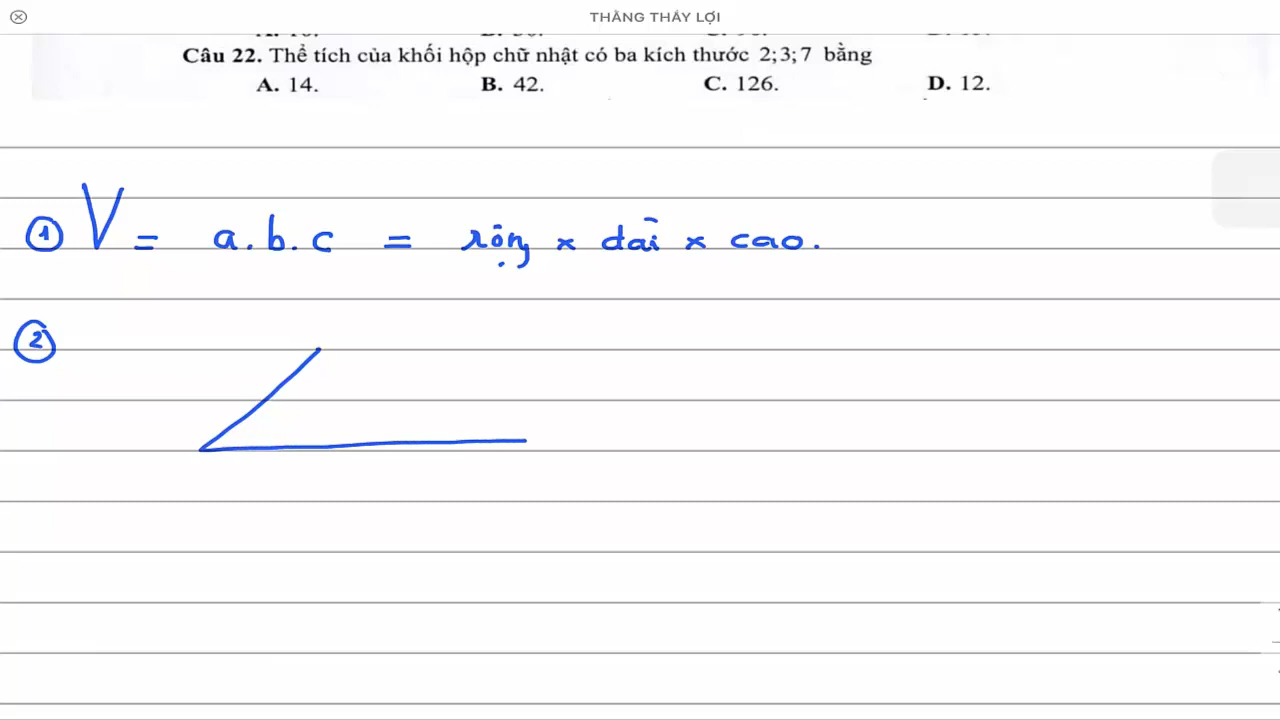 THẦNG THẦY LỢI
Câu 22. Thể tích của khối hộp chữ nhật có ba kích thước 2; 3; 7 bằng
A. 14. B. 42. C. 126. D. 12.
① V = a.b.c = rộng × dài × cao.
②